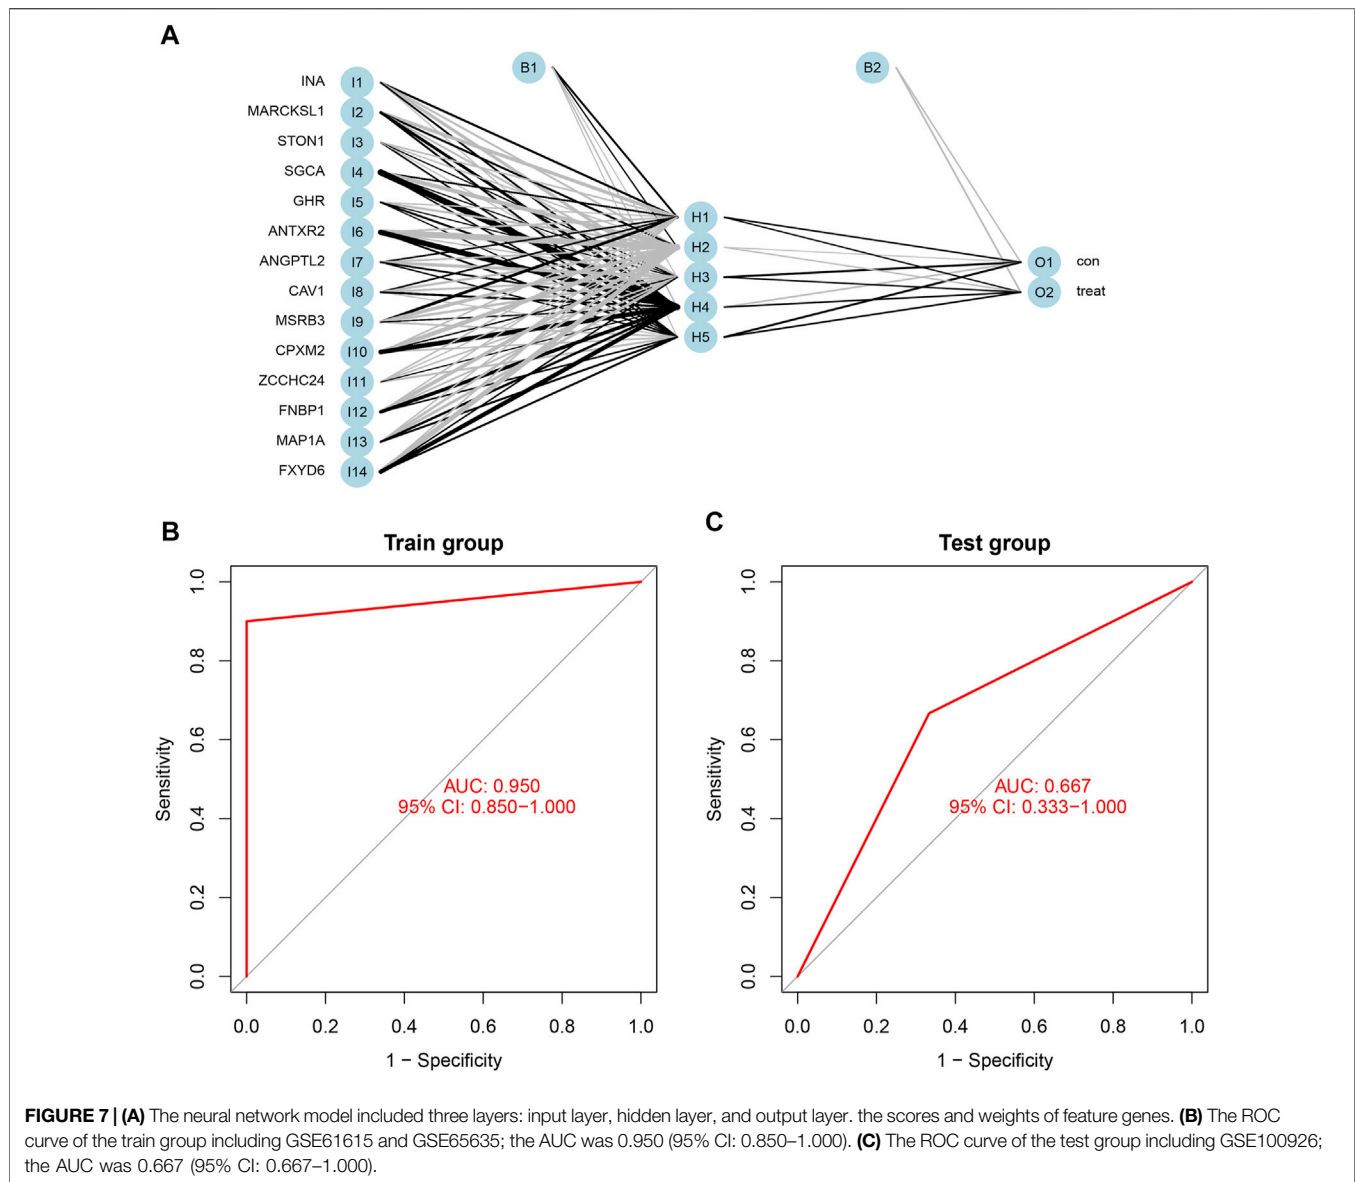 A
B1
B2
INA I1
MARCKSL1 I2
STON1 I3
SGCA I4
GHR I5
ANTXR2 I6
ANGPTL2 I7
CAV1 I8
MSRB3 I9
CPXM2 I10
ZCCHC24 I11
FNBP1 I12
MAP1A I13
FXYD6 I14
H1
H2
H3
H4
H5
O1 con
O2 treat
B
Train group
Sensitivity
1.0
0.8
0.6
0.4
0.2
0.0
AUC: 0.950
95% CI: 0.850−1.000
0.0 0.2 0.4 0.6 0.8 1.0
1 − Specificity
C
Test group
Sensitivity
1.0
0.8
0.6
0.4
0.2
0.0
AUC: 0.667
95% CI: 0.333−1.000
0.0 0.2 0.4 0.6 0.8 1.0
1 − Specificity
FIGURE 7 | (A) The neural network model included three layers: input layer, hidden layer, and output layer. the scores and weights of feature genes. (B) The ROC
curve of the train group including GSE61615 and GSE65635; the AUC was 0.950 (95% CI: 0.850–1.000). (C) The ROC curve of the test group including GSE100926;
the AUC was 0.667 (95% CI: 0.667–1.000).